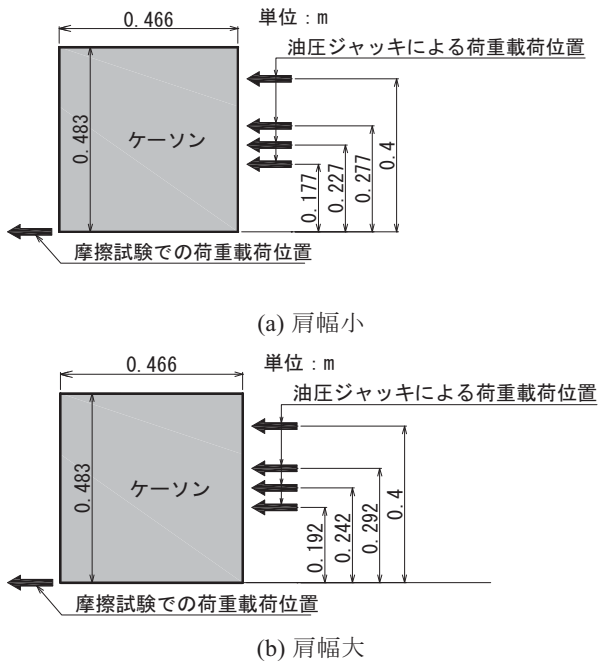 0.466
単位：m
油圧ジャッキによる荷重載荷位置
ケーソン
0.483
0.177
0.227
0.277
0.4
摩擦試験での荷重載荷位置
(a) 肩幅小
0.466
単位：m
油圧ジャッキによる荷重載荷位置
ケーソン
0.483
0.192
0.242
0.292
0.4
摩擦試験での荷重載荷位置
(b) 肩幅大